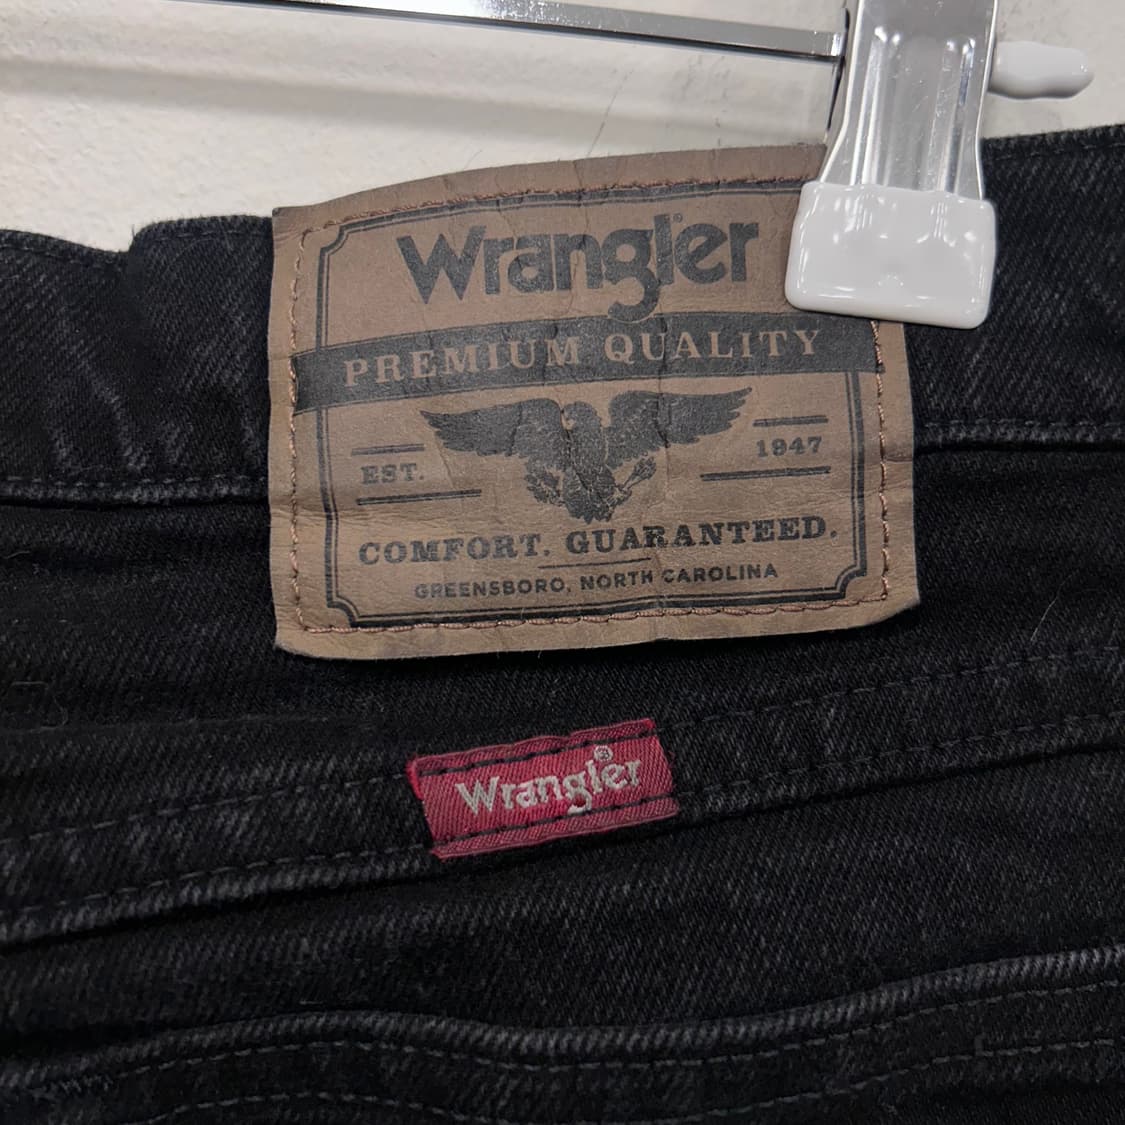 Wrangler®
PREMIUM QUALITY
EST. 1947
COMFORT. GUARANTEED.
GREENSBORO, NORTH CAROLINA
Wrangler®